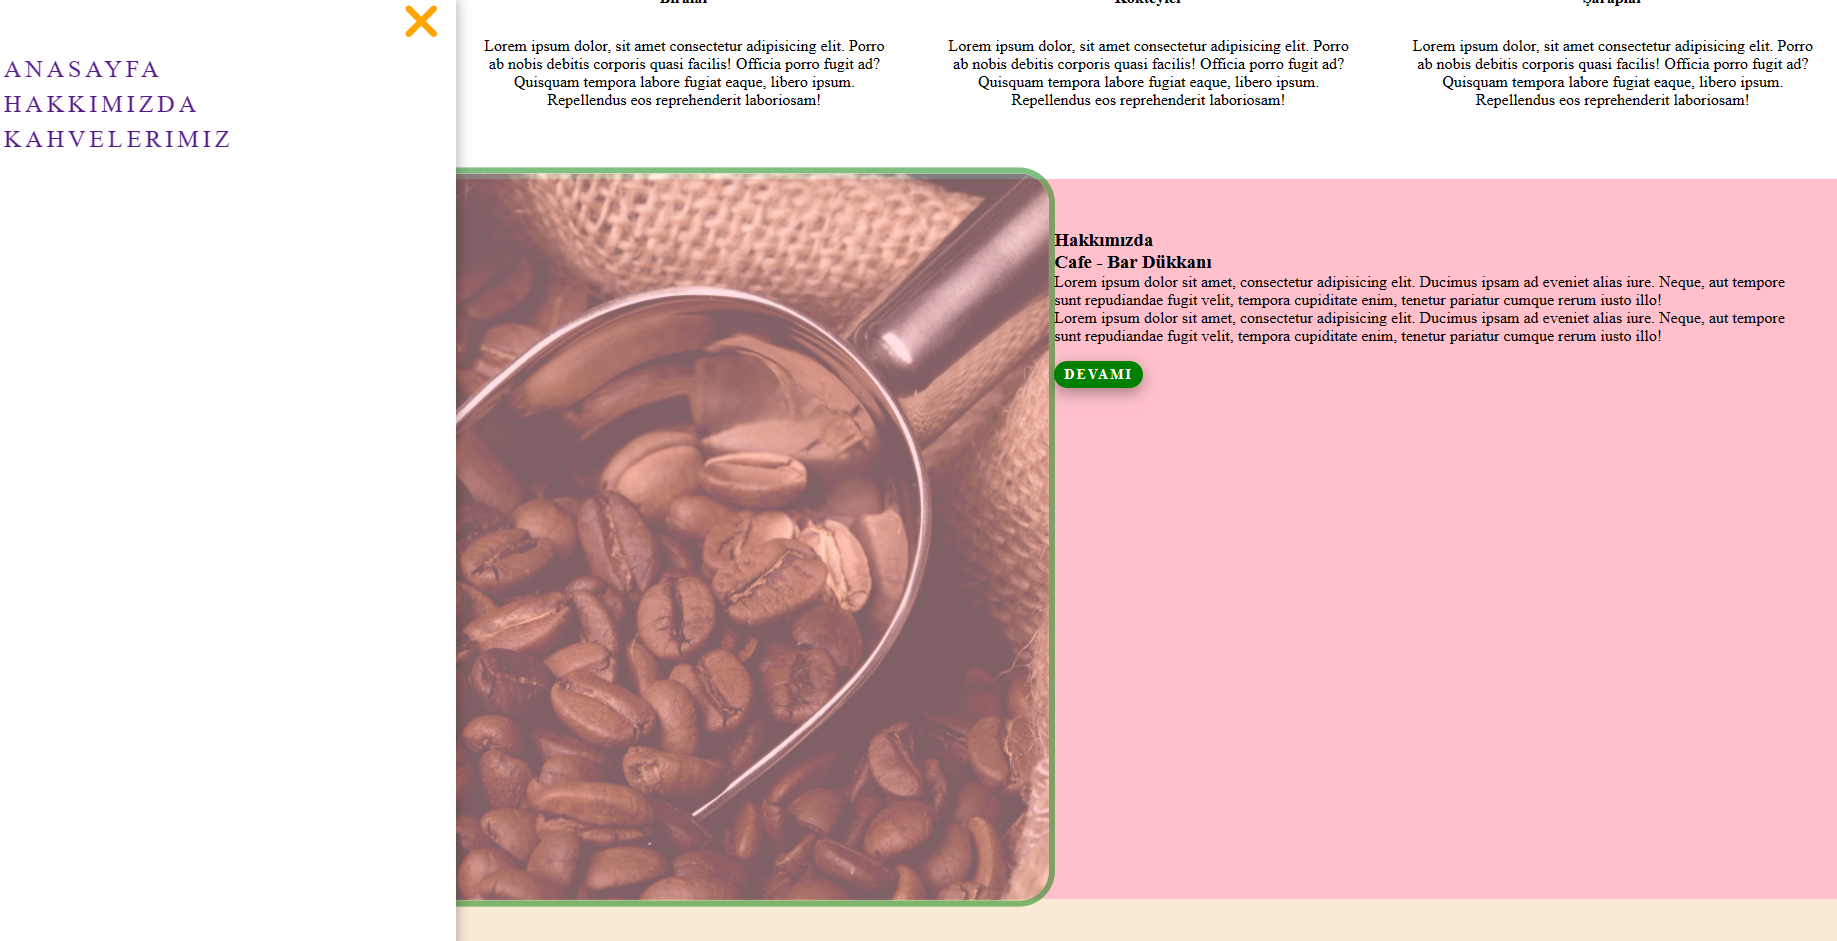 ANASAYFA
HAKKIMIZDA
KAHVELERIMIZ
Biralar
Lorem ipsum dolor, sit amet consectetur adipisicing elit. Porro
ab nobis debitis corporis quasi facilis! Officia porro fugit ad?
Quisquam tempora labore fugiat eaque, libero ipsum.
Repellendus eos reprehenderit laboriosam!
Kokteyler
Lorem ipsum dolor, sit amet consectetur adipisicing elit. Porro
ab nobis debitis corporis quasi facilis! Officia porro fugit ad?
Quisquam tempora labore fugiat eaque, libero ipsum.
Repellendus eos reprehenderit laboriosam!
Şaraplar
Lorem ipsum dolor, sit amet consectetur adipisicing elit. Porro
ab nobis debitis corporis quasi facilis! Officia porro fugit ad?
Quisquam tempora labore fugiat eaque, libero ipsum.
Repellendus eos reprehenderit laboriosam!
Hakkımızda
Cafe - Bar Dükkanı
Lorem ipsum dolor sit amet, consectetur adipisicing elit. Ducimus ipsam ad eveniet alias iure. Neque, aut tempore
sunt repudiandae fugit velit, tempora cupiditate enim, tenetur pariatur cumque rerum iusto illo!
Lorem ipsum dolor sit amet, consectetur adipisicing elit. Ducimus ipsam ad eveniet alias iure. Neque, aut tempore
sunt repudiandae fugit velit, tempora cupiditate enim, tenetur pariatur cumque rerum iusto illo!
DEVAMI